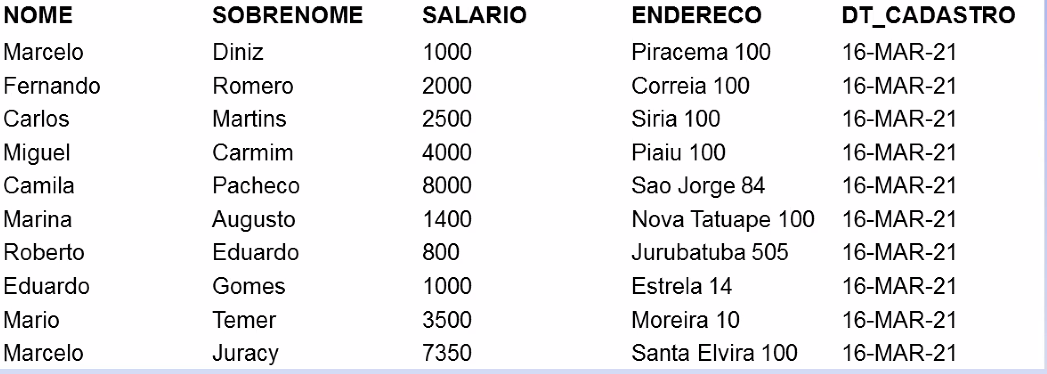 NOME SOBRENOME SALARIO ENDERECO DT_CADASTRO
Marcelo Diniz 1000 Piracema 100 16-MAR-21
Fernando Romero 2000 Correia 100 16-MAR-21
Carlos Martins 2500 Siria 100 16-MAR-21
Miguel Carmim 4000 Piaiu 100 16-MAR-21
Camila Pacheco 8000 Sao Jorge 84 16-MAR-21
Marina Augusto 1400 Nova Tatuape 100 16-MAR-21
Roberto Eduardo 800 Jurubatuba 505 16-MAR-21
Eduardo Gomes 1000 Estrela 14 16-MAR-21
Mario Temer 3500 Moreira 10 16-MAR-21
Marcelo Juracy 7350 Santa Elvira 100 16-MAR-21